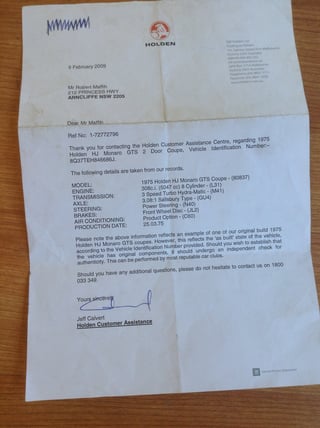 HOLDEN
9 February 2009
Mr Robert Maffin
212 PRINCESS HWY
ARNCLIFFE NSW 2205
Dear Mr Maffin
Ref No: 1-72772796
Thank you for contacting the Holden Customer Assistance Centre, regarding 1975
Holden HJ Monaro GTS 2 Door Coupe, Vehicle Identification Number:-
The following details are taken from our records.
MODEL: 1975 Holden HJ Monaro GTS Coupe - (80837)
ENGINE: 308c.i. (5047 cc) 8 Cylinder - (L31)
TRANSMISSION: 3 Speed Turbo Hydra-Matic - (M41)
AXLE: 3.08:1 Salisbury Type - (GU4)
STEERING: Power Steering - (N40)
BRAKES: Front Wheel Disc - (JL2)
AIR CONDITIONING: Product Option - (C60)
PRODUCTION DATE: 25.03.75
Please note the above information reflects an example of one of our original build 1975
Holden HJ Monaro GTS coupes. However, this reflects the 'as built' state of the vehicle,
according to the Vehicle Identification Number provided. Should you wish to establish that
the vehicle has original components, it should undergo an independent check for
authenticity. This can be performed by most reputable car clubs.
Should you have any additional questions, please do not hesitate to contact us on 1800
033 349.
Yours sincerely
Jeff Calvert
Holden Customer Assistance